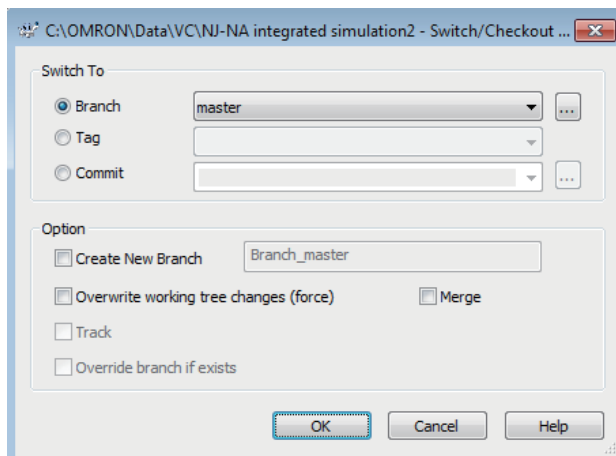 C:\OMRON\Data\VC\NJ-NA integrated simulation2 - Switch/Checkout ...
Switch To
Branch master ...
Tag
Commit ...
Option
Create New Branch Branch_master
Overwrite working tree changes (force) Merge
Track
Override branch if exists
OK Cancel Help